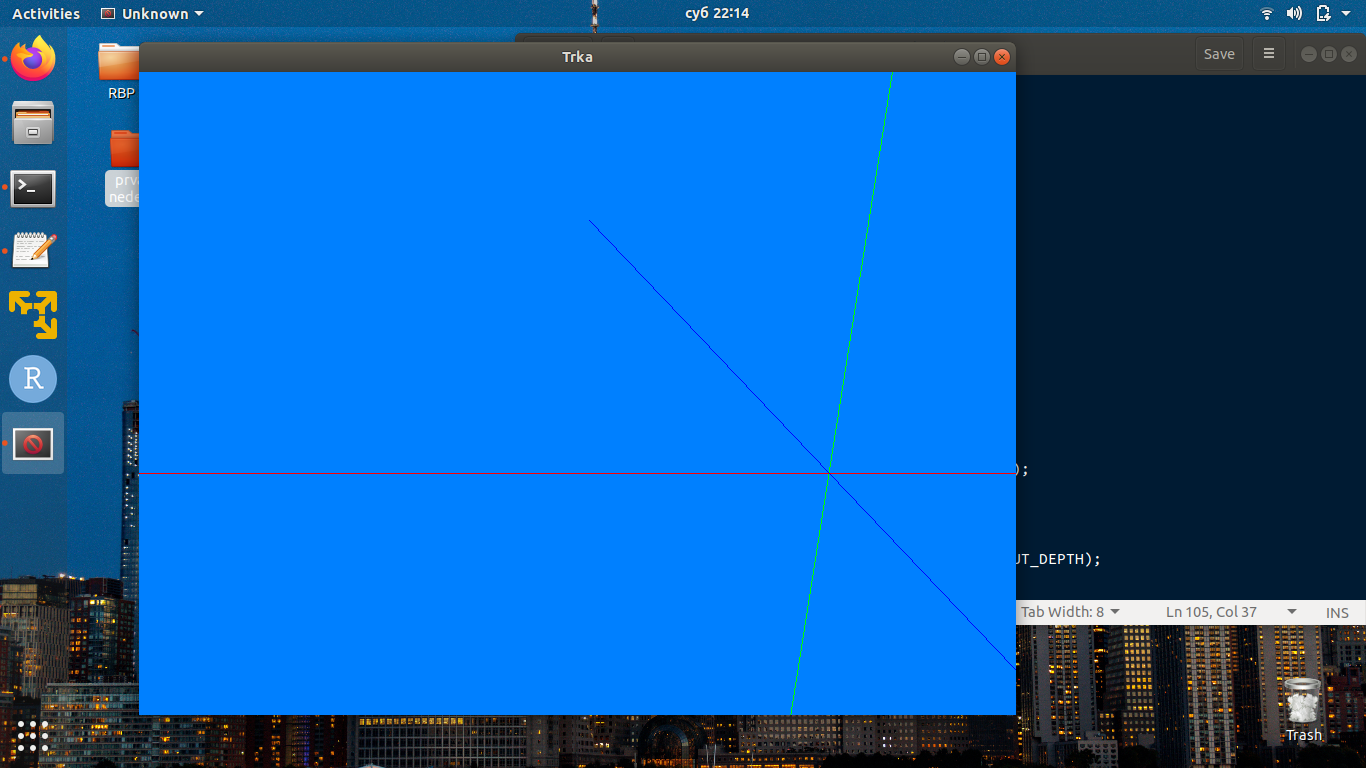 Activities
Unknown
суб 22:14
Trka
Save
RBP
prva
nede
R
);
UT_DEPTH);
Tab Width: 8
Ln 105, Col 37
INS
Trash